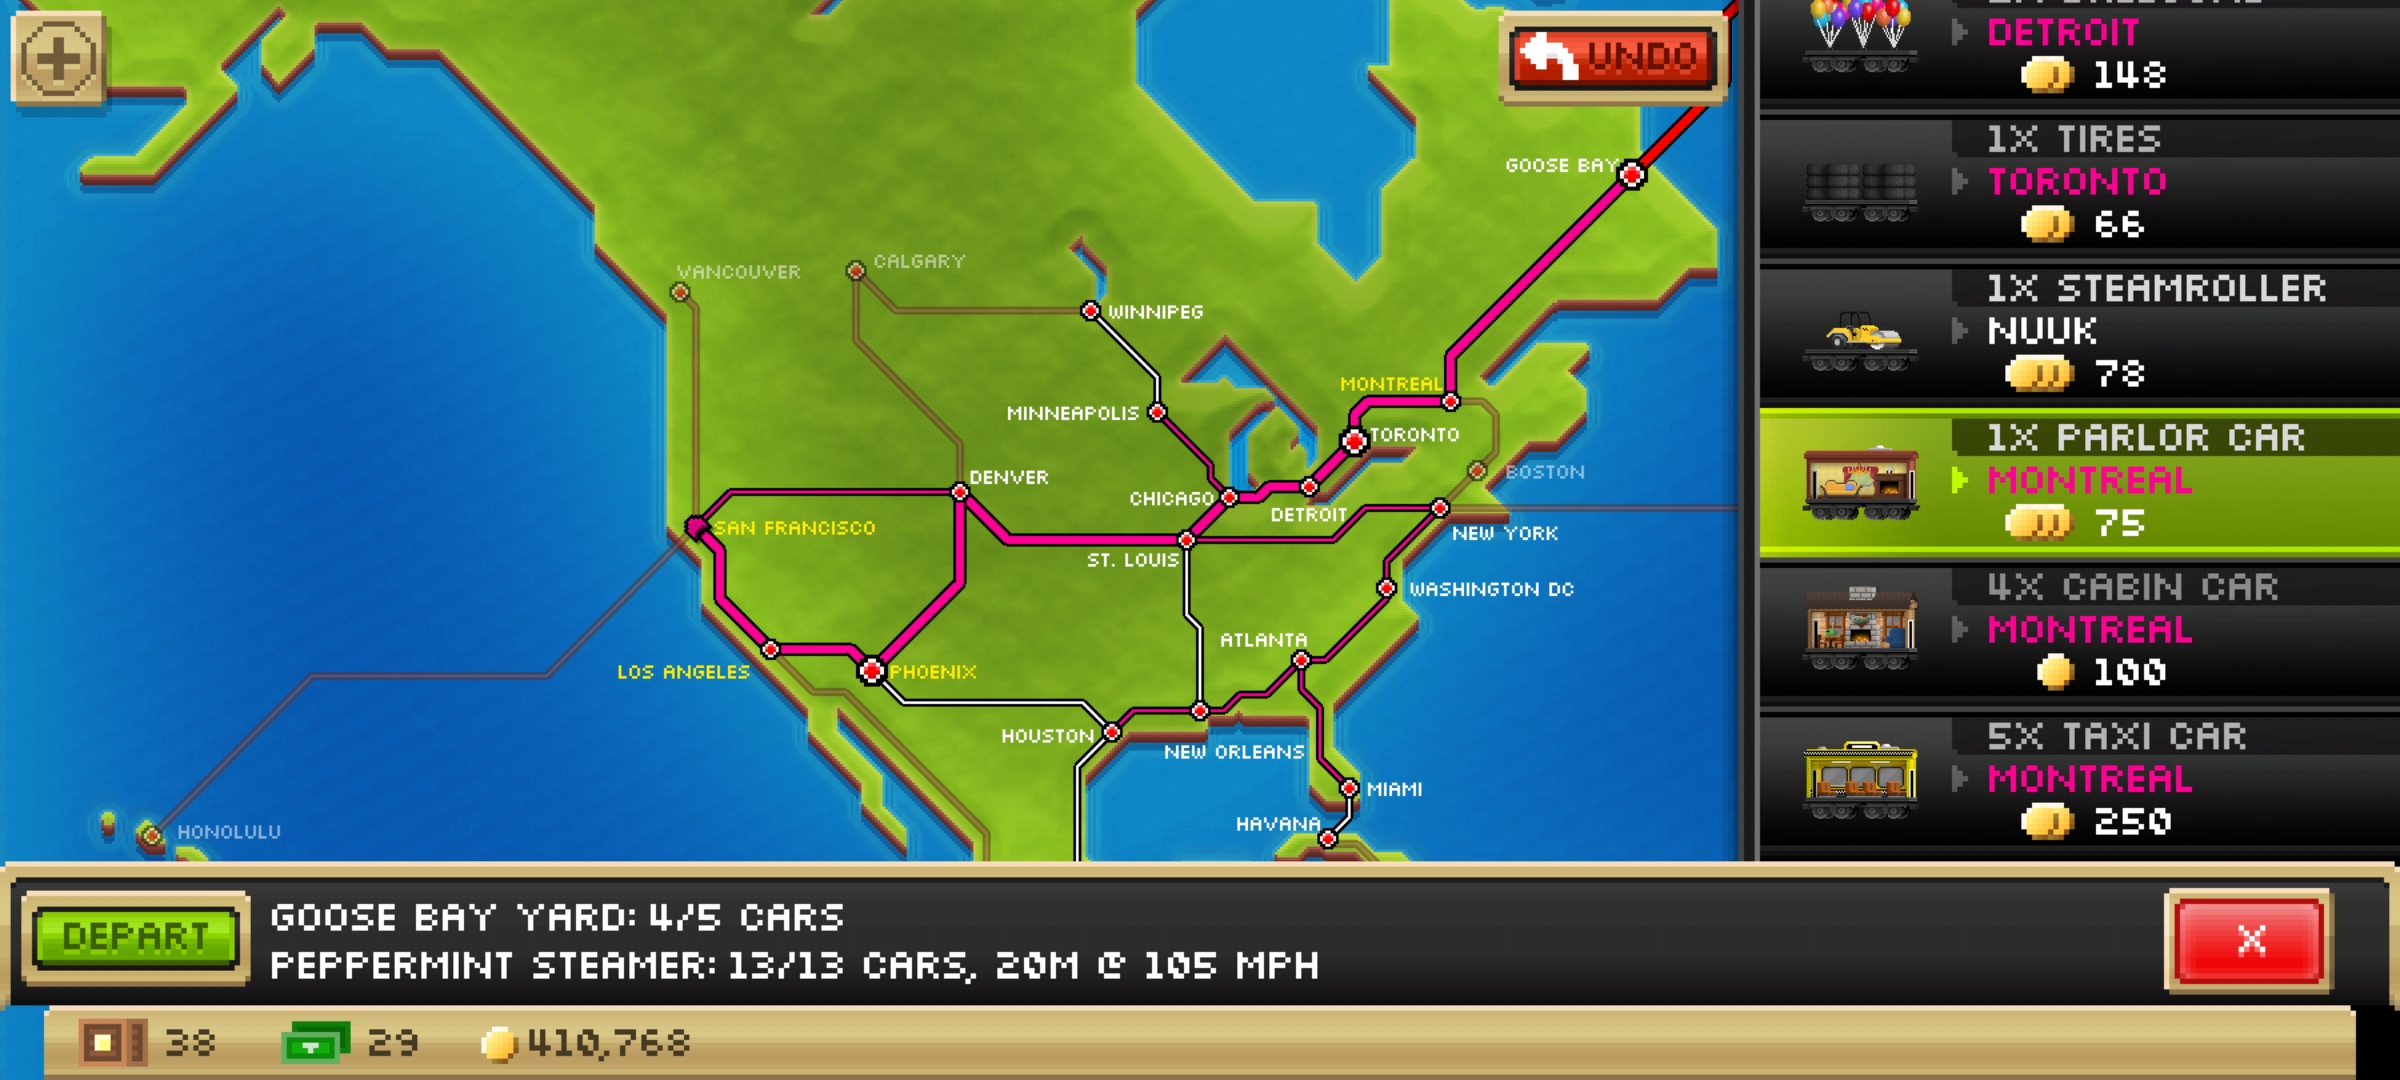 UNDO
GOOSE BAY
VANCOUVER
CALGARY
WINNIPEG
MINNEAPOLIS
MONTREAL
TORONTO
DENVER
CHICAGO
BOSTON
DETROIT
SAN FRANCISCO
ST. LOUIS
NEW YORK
WASHINGTON DC
ATLANTA
LOS ANGELES
PHOENIX
HOUSTON
NEW ORLEANS
MIAMI
HAVANA
HONOLULU
DETROIT
148
1X TIRES
TORONTO
66
1X STEAMROLLER
NUUK
78
1X PARLOR CAR
MONTREAL
75
4X CABIN CAR
MONTREAL
100
5X TAXI CAR
MONTREAL
250
DEPART
GOOSE BAY YARD: 4/5 CARS
PEPPERMINT STEAMER: 13/13 CARS, 20M @ 105 MPH
X
38 29 410,768